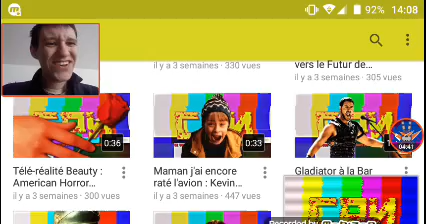 92% 14:08
vers le Futur de...
il y a 3 semaines · 330 vues
il y a 3 semaines · 305 vues
0:36
0:33
04:41
Télé-réalité Beauty :
American Horror...
il y a 3 semaines · 300 vues
Maman j'ai encore
raté l'avion : Kevin...
il y a 3 semaines · 447 vues
Gladiator à la Bar
Recorded by